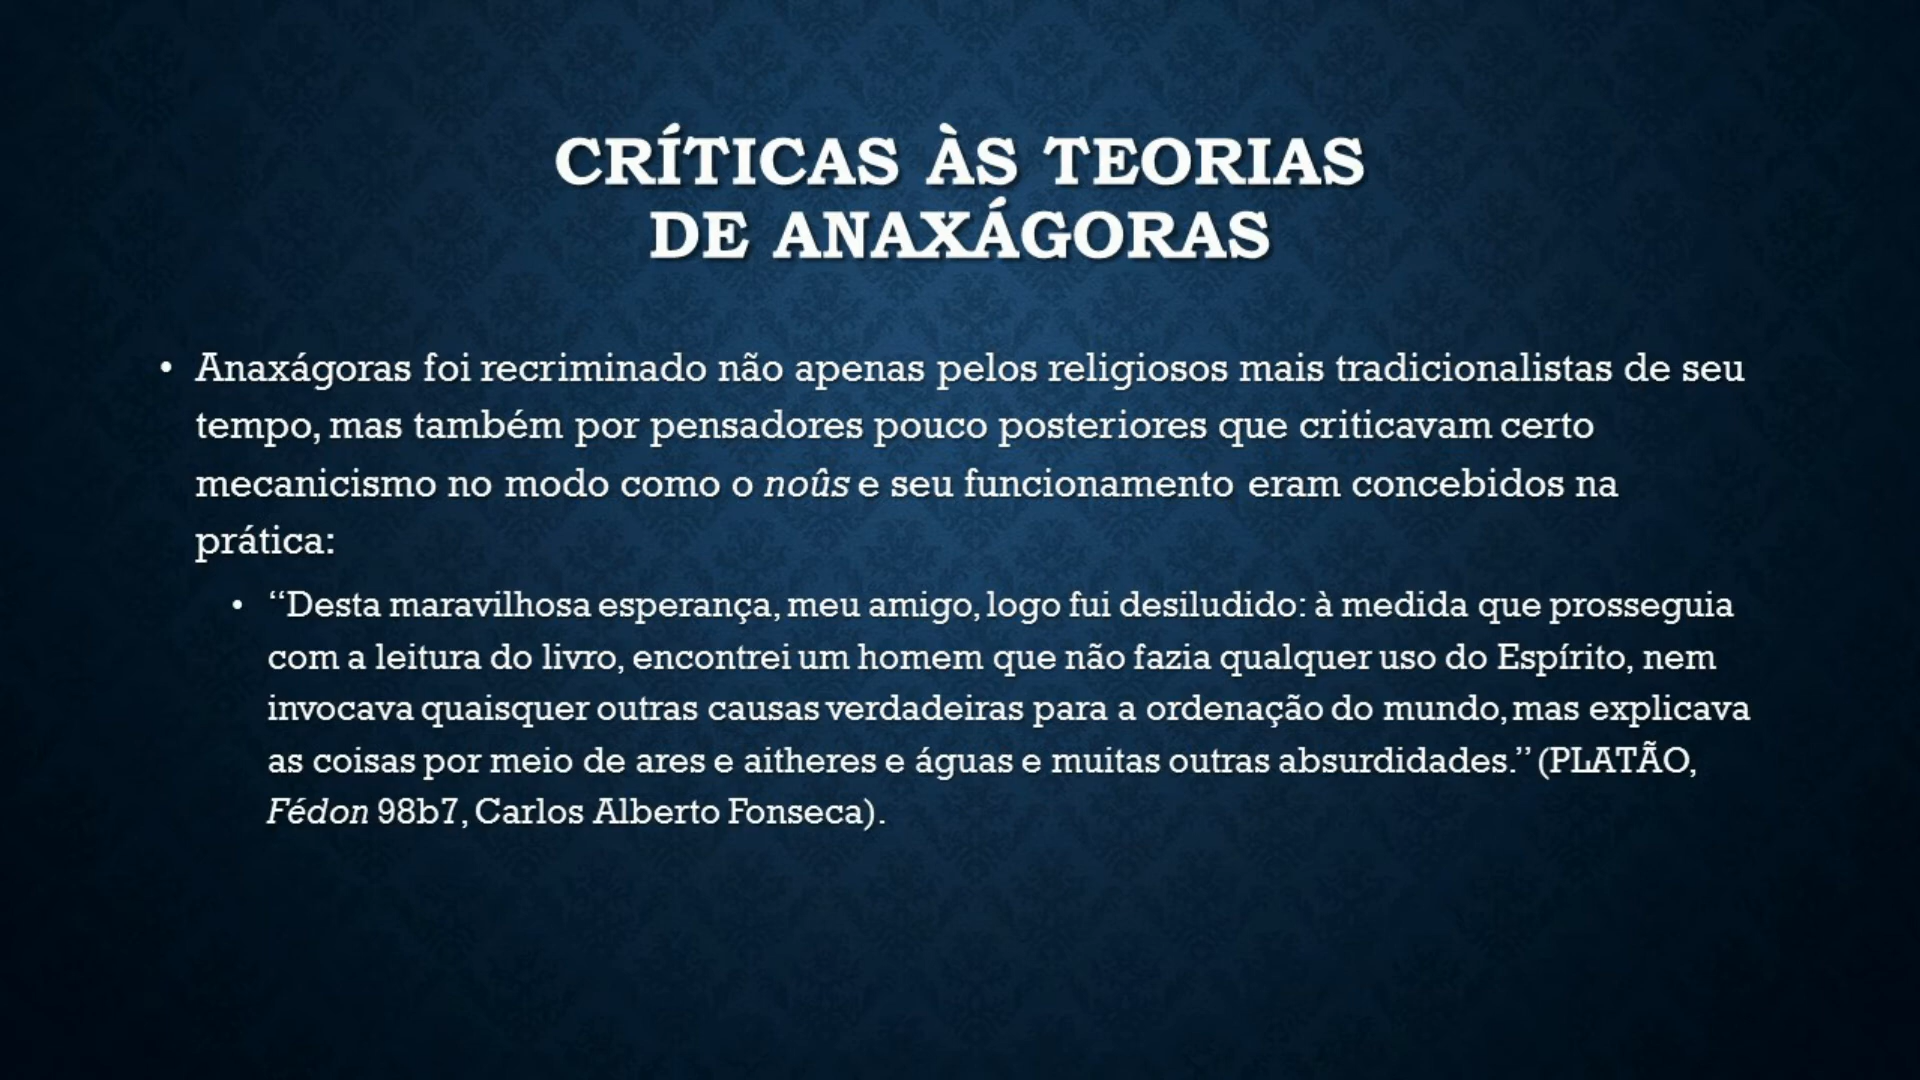 CRÍTICAS ÀS TEORIAS
DE ANAXÁGORAS
• Anaxágoras foi recriminado não apenas pelos religiosos mais tradicionalistas de seu
tempo, mas também por pensadores pouco posteriores que criticavam certo
mecanicismo no modo como o noûs e seu funcionamento eram concebidos na
prática:
• “Desta maravilhosa esperança, meu amigo, logo fui desiludido: à medida que prosseguia
com a leitura do livro, encontrei um homem que não fazia qualquer uso do Espírito, nem
invocava quaisquer outras causas verdadeiras para a ordenação do mundo, mas explicava
as coisas por meio de ares e aitheres e águas e muitas outras absurdidades.” (PLATÃO,
Fédon 98b7, Carlos Alberto Fonseca).